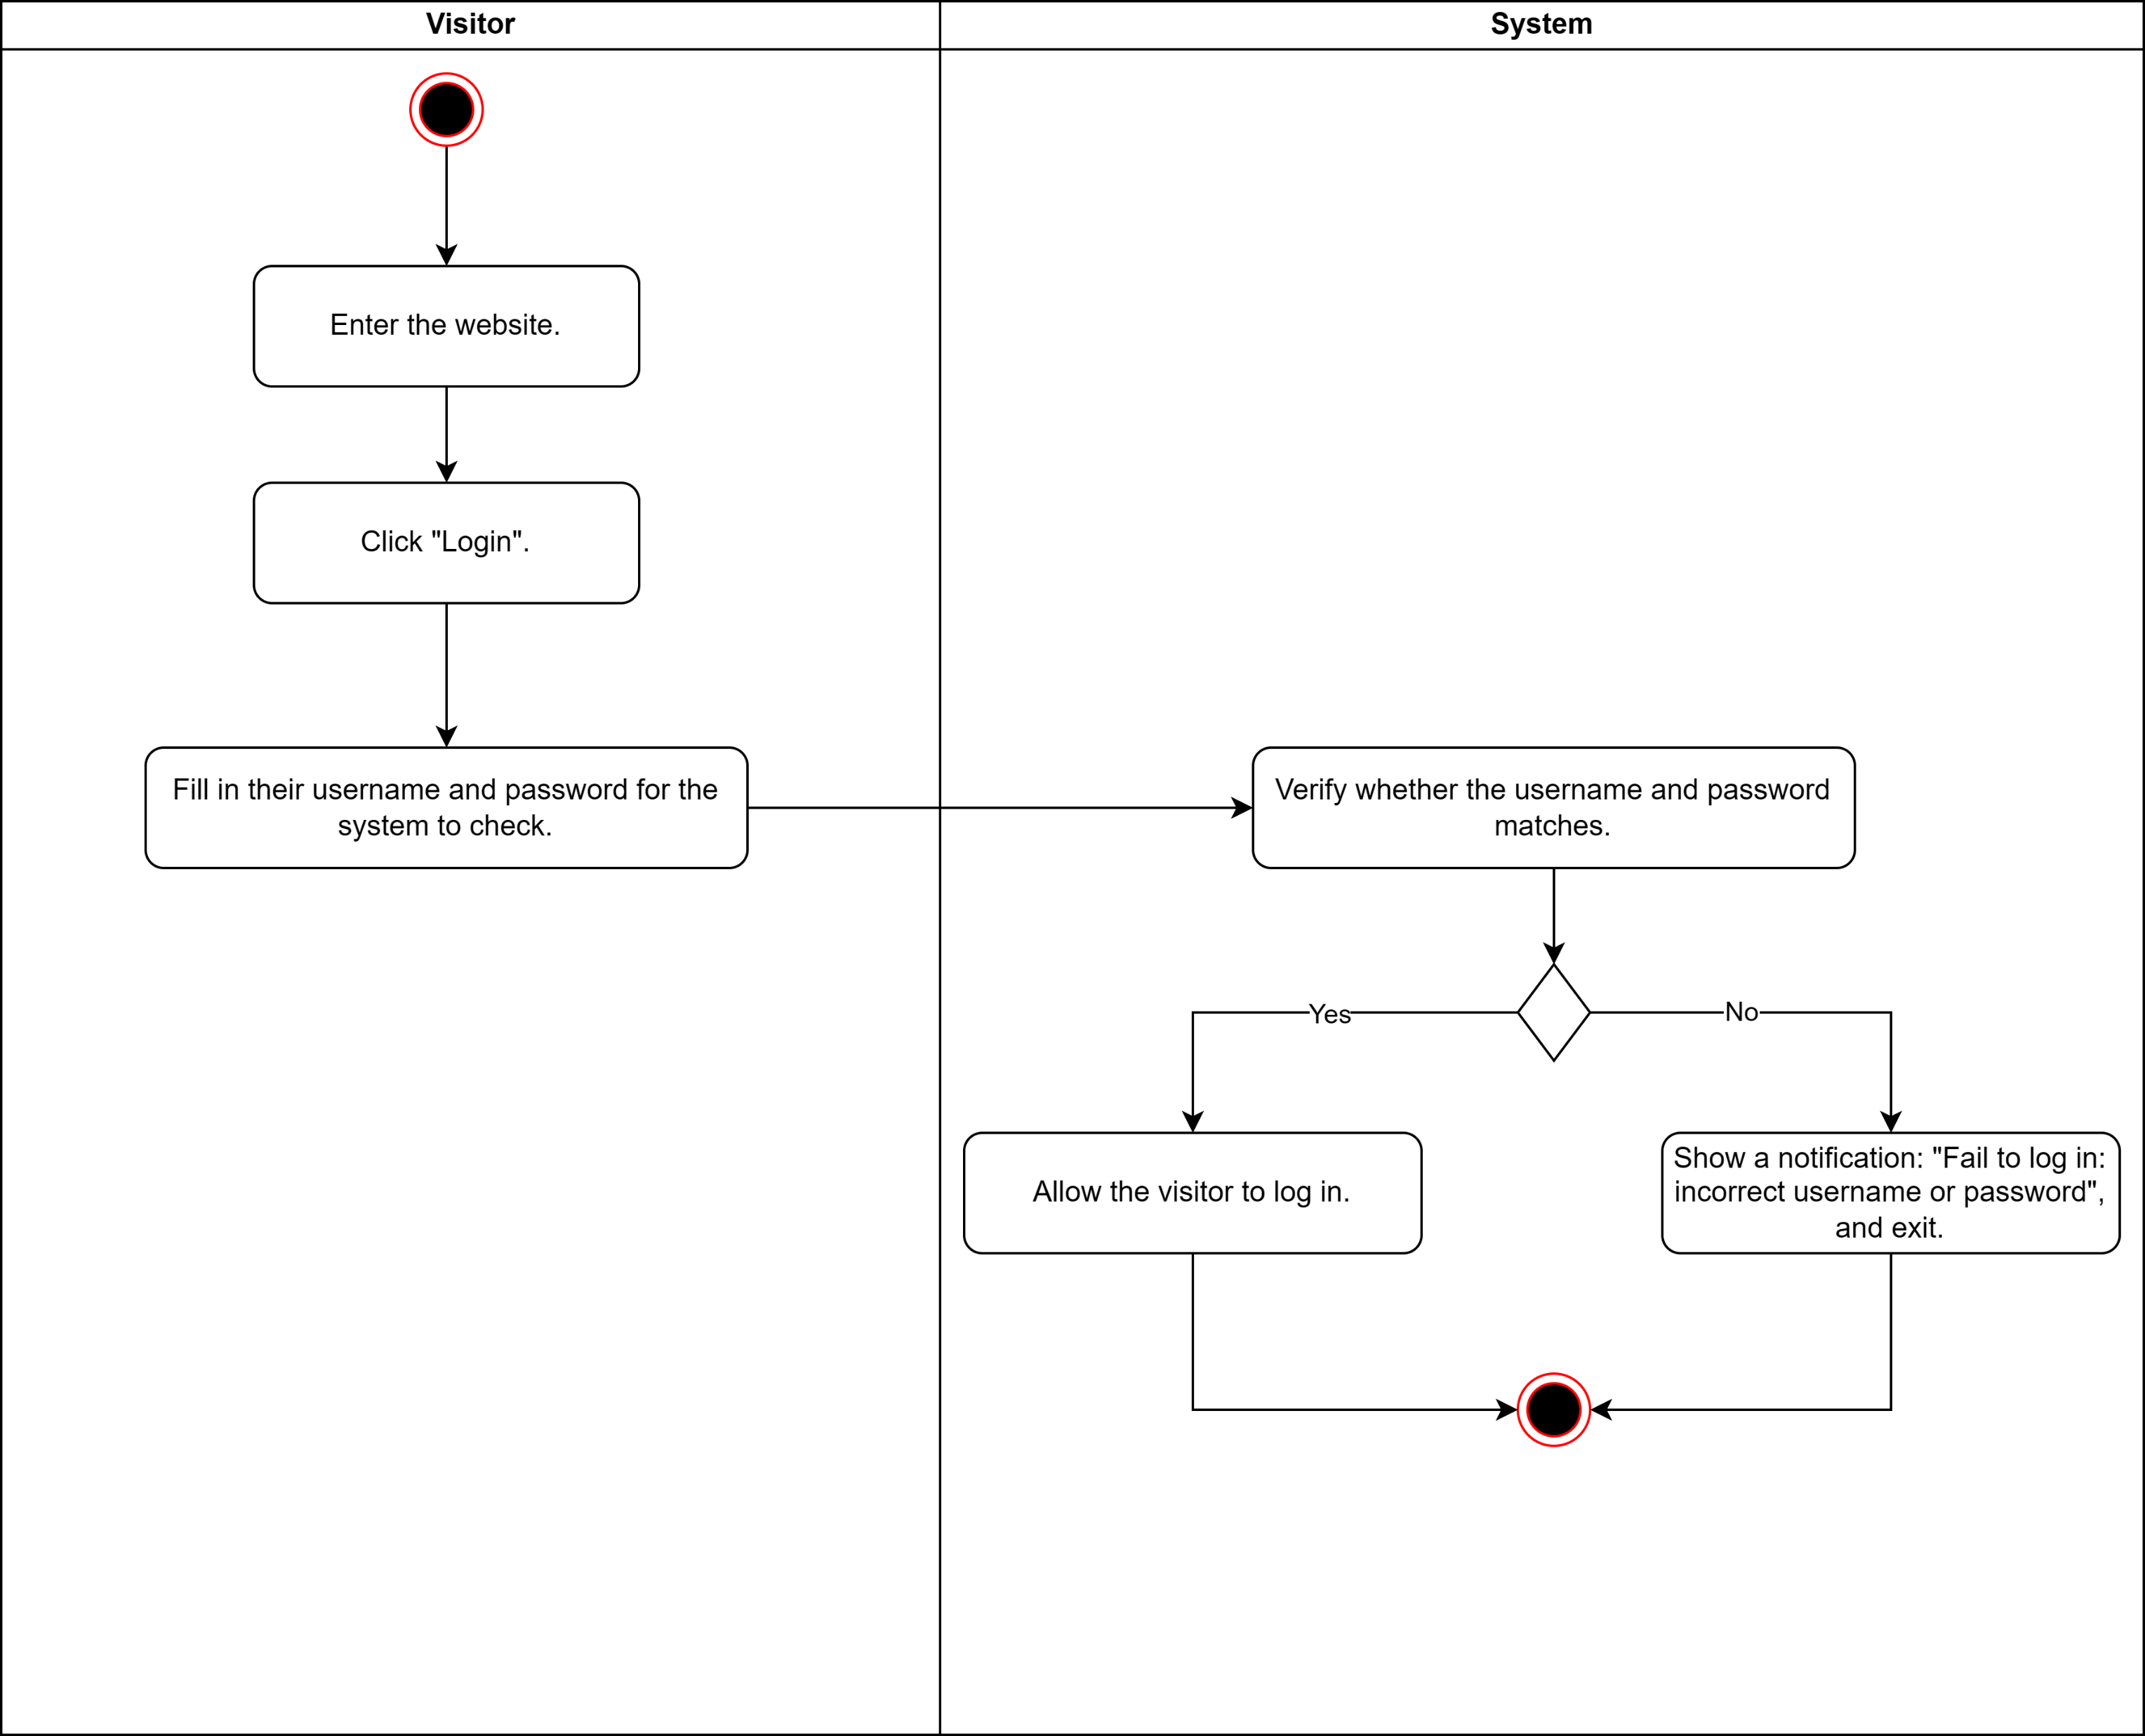 Visitor
System
Enter the website.
Click "Login".
Fill in their username and password for the
system to check.
Verify whether the username and password
matches.
Yes
No
Allow the visitor to log in.
Show a notification: "Fail to log in:
incorrect username or password",
and exit.